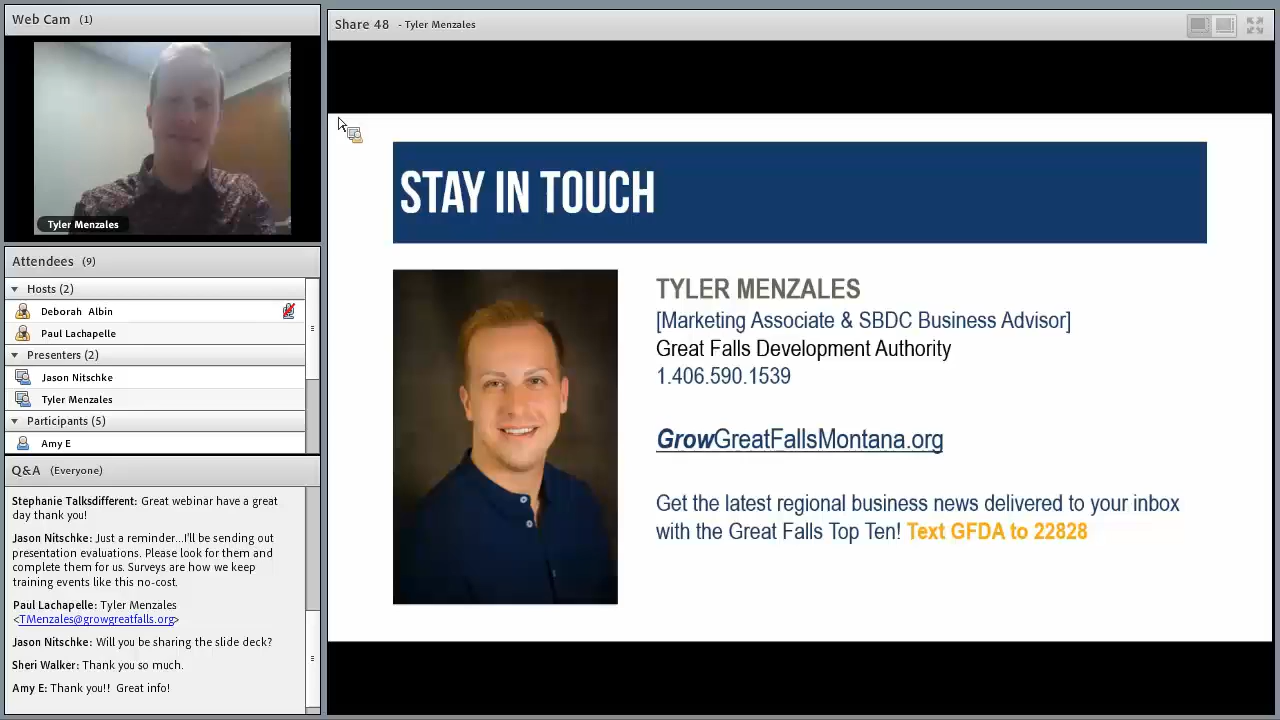 Web Cam (1)
Tyler Menzales
Attendees (9)
Hosts (2)
Deborah Albin
Paul Lachapelle
Presenters (2)
Jason Nitschke
Tyler Menzales
Participants (5)
Amy E
Q&A (Everyone)
Stephanie Talksdifferent: Great webinar have a great
day thank you!
Jason Nitschke: Just a reminder...I'll be sending out
presentation evaluations. Please look for them and
complete them for us. Surveys are how we keep
training events like this no-cost.
Paul Lachapelle: Tyler Menzales
<TMenzales@growgreatfalls.org>
Jason Nitschke: Will you be sharing the slide deck?
Sheri Walker: Thank you so much.
Amy E: Thank you!! Great info!
Share 48 - Tyler Menzales
STAY IN TOUCH
TYLER MENZALES
[Marketing Associate & SBDC Business Advisor]
Great Falls Development Authority
1.406.590.1539
GrowGreatFallsMontana.org
Get the latest regional business news delivered to your inbox
with the Great Falls Top Ten! Text GFDA to 22828